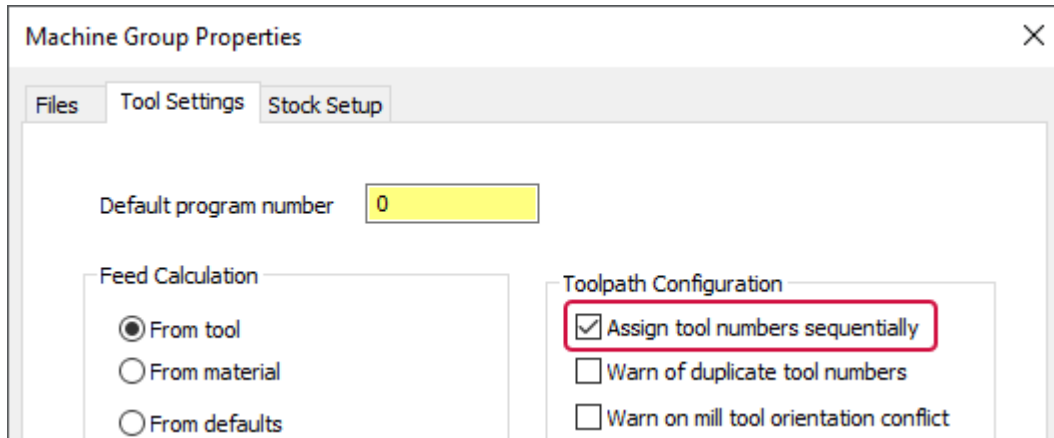 Machine Group Properties
Files Tool Settings Stock Setup
Default program number 0
Feed Calculation
From tool
From material
From defaults
Toolpath Configuration
Assign tool numbers sequentially
Warn of duplicate tool numbers
Warn on mill tool orientation conflict